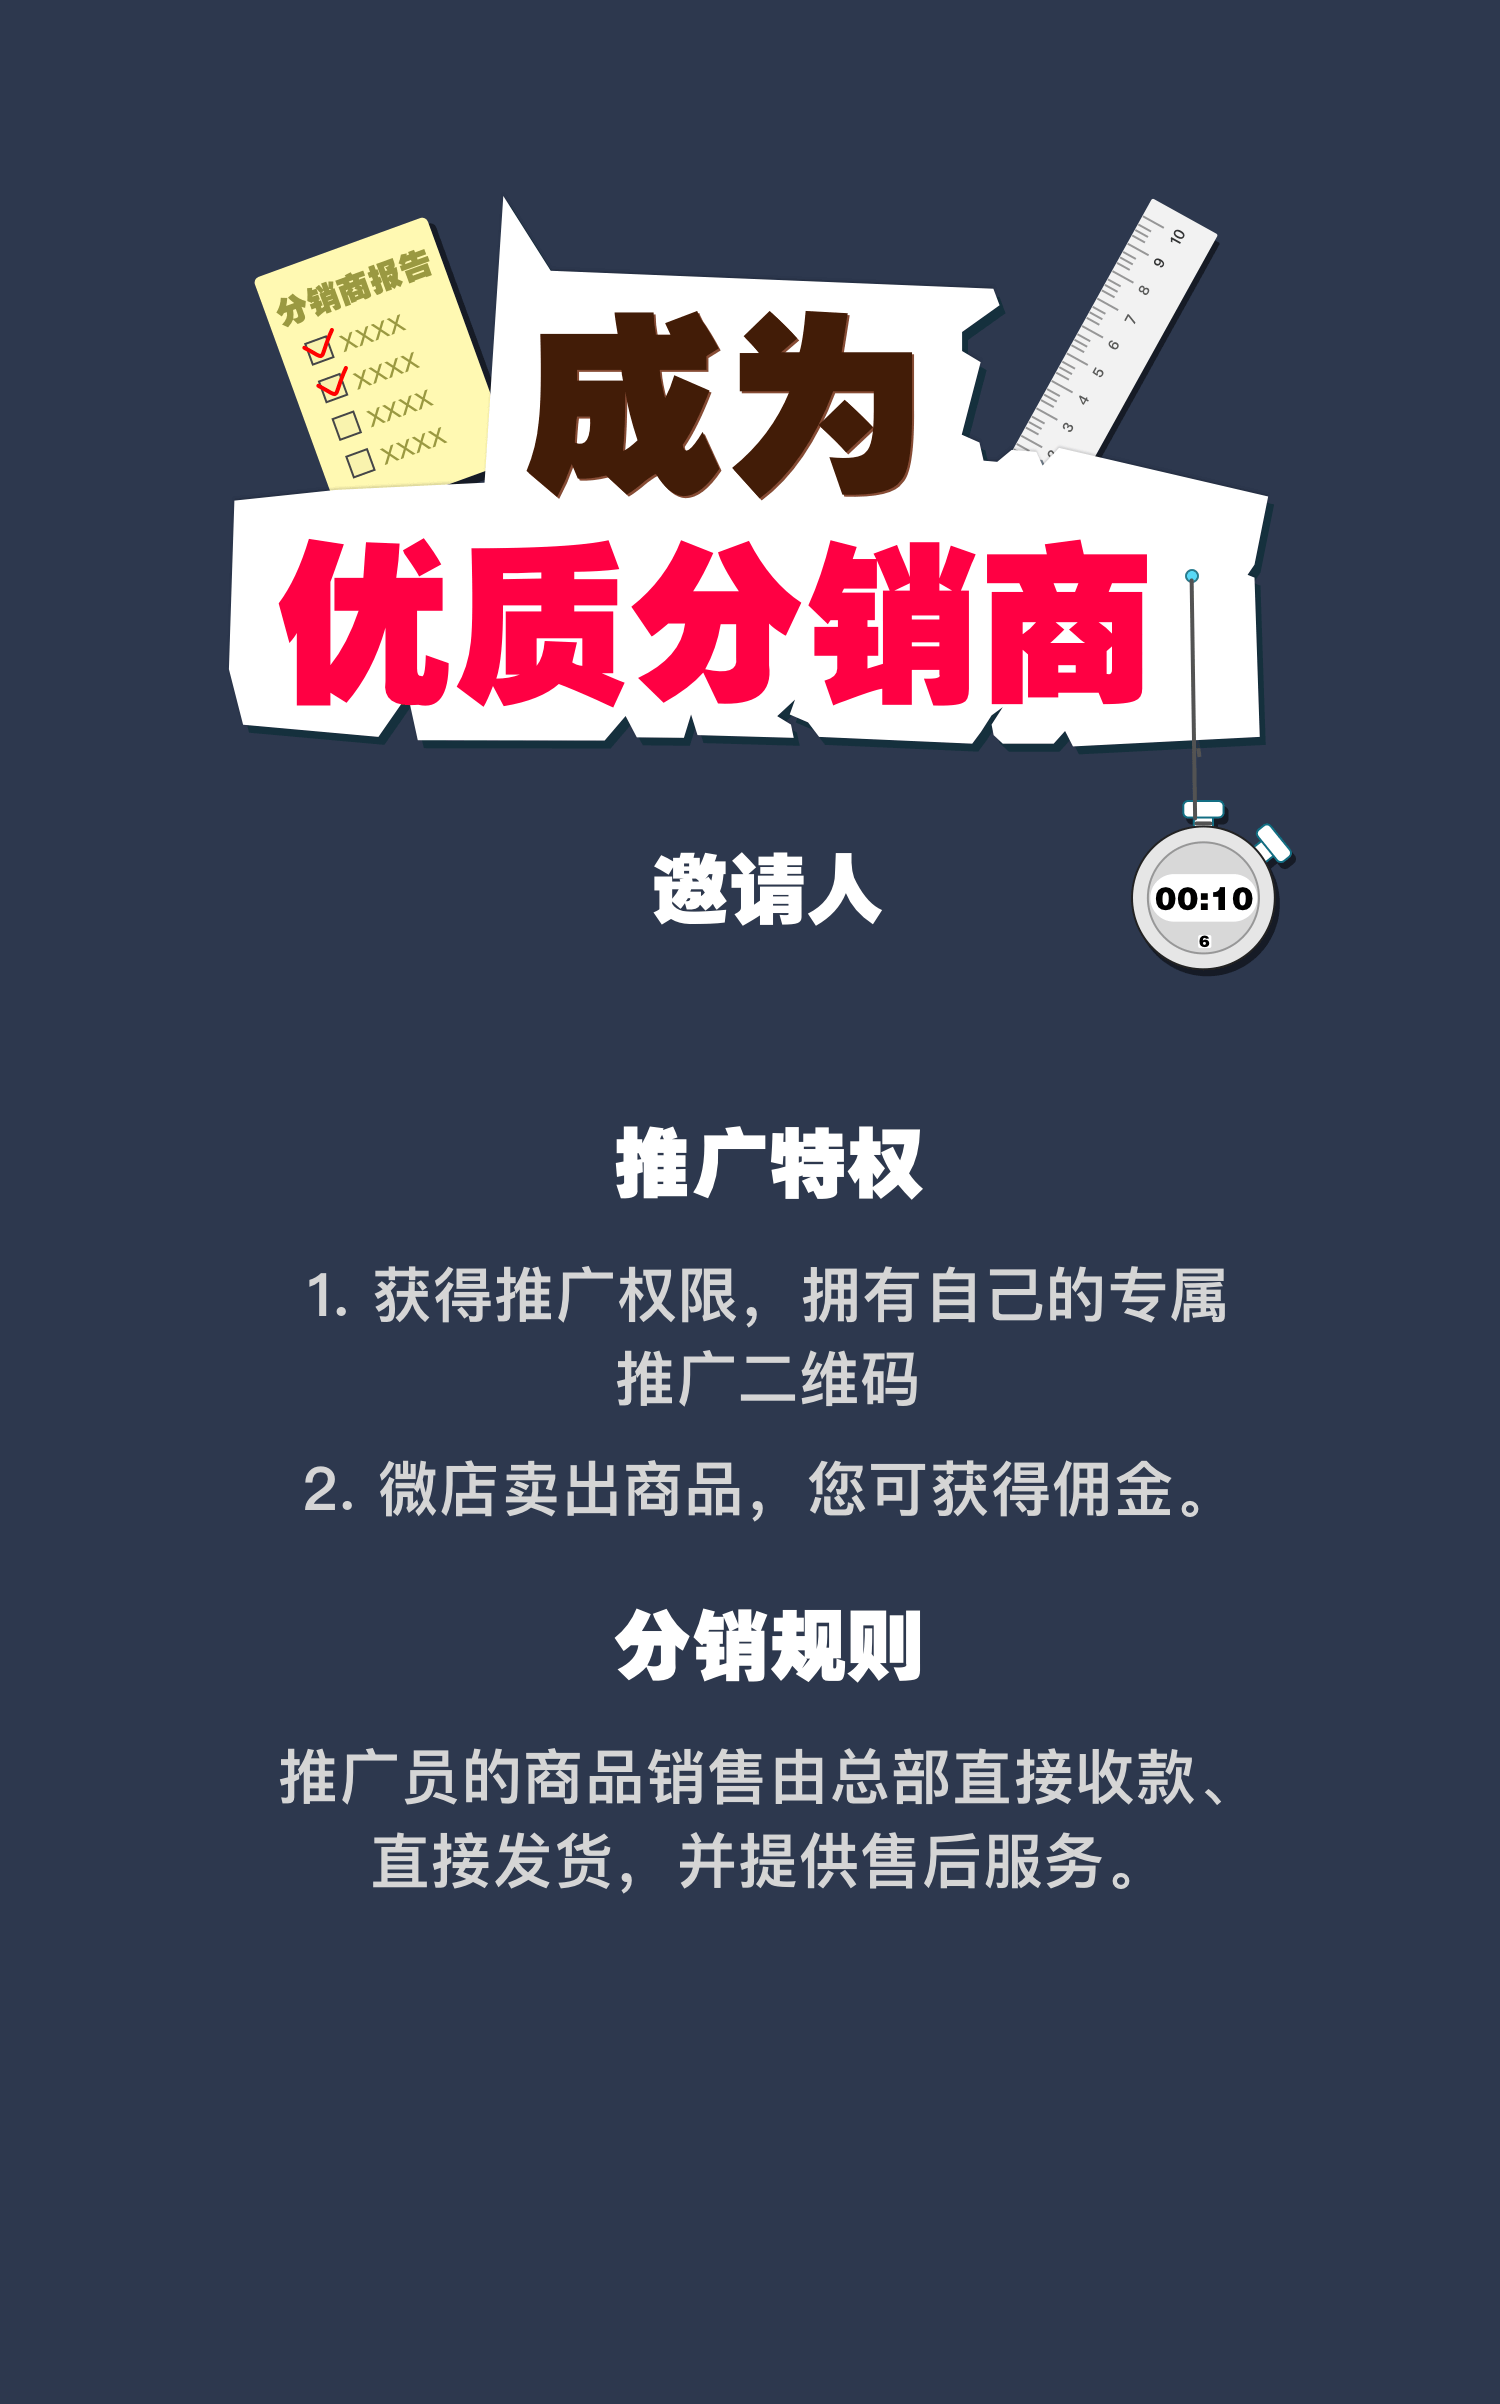 分销商报告
XXXX
XXXX
XXXX
XXXX
10
9
8
7
6
5
4
3
成为
优质分销商
00:10
6
邀请人
推广特权
1. 获得推广权限，拥有自己的专属
推广二维码
2. 微店卖出商品，您可获得佣金。
分销规则
推广员的商品销售由总部直接收款、
直接发货，并提供售后服务。